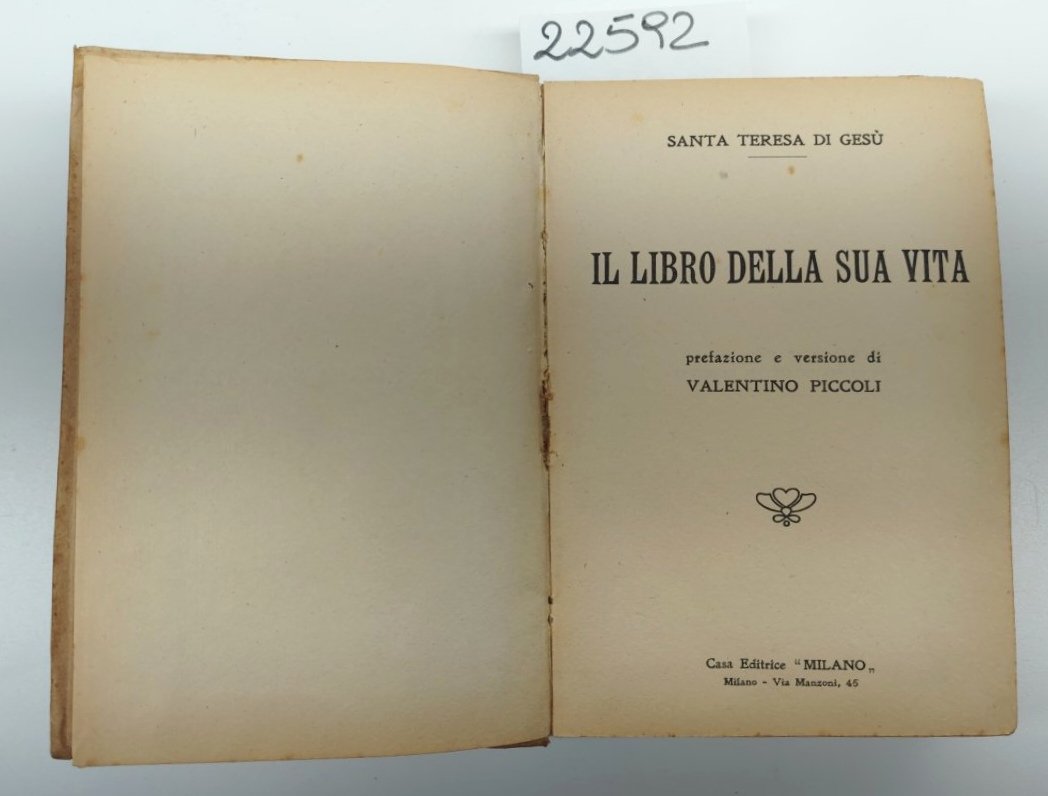 22592
SANTA TERESA DI GESÙ
IL LIBRO DELLA SUA VITA
prefazione e versione di
VALENTINO PICCOLI
Casa Editrice “MILANO„
Milano - Via Manzoni, 45